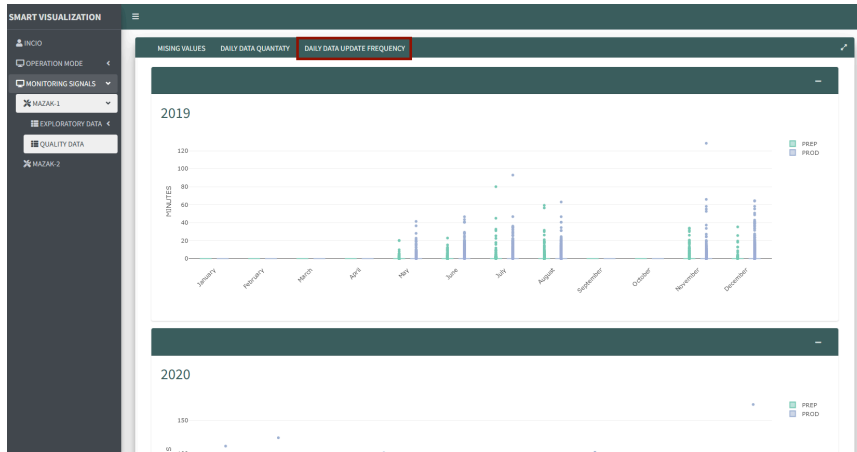 SMART VISUALIZATION
INCIO
OPERATION MODE
MONITORING SIGNALS
MAZAK-1
EXPLORATORY DATA
QUALITY DATA
MAZAK-2
MISING VALUES DAILY DATA QUANTATY DAILY DATA UPDATE FREQUENCY
2019
120
100
80
60
40
20
0
MINUTES
January February March April May June July August September October November December
PREP
PROD
2020
150
PREP
PROD